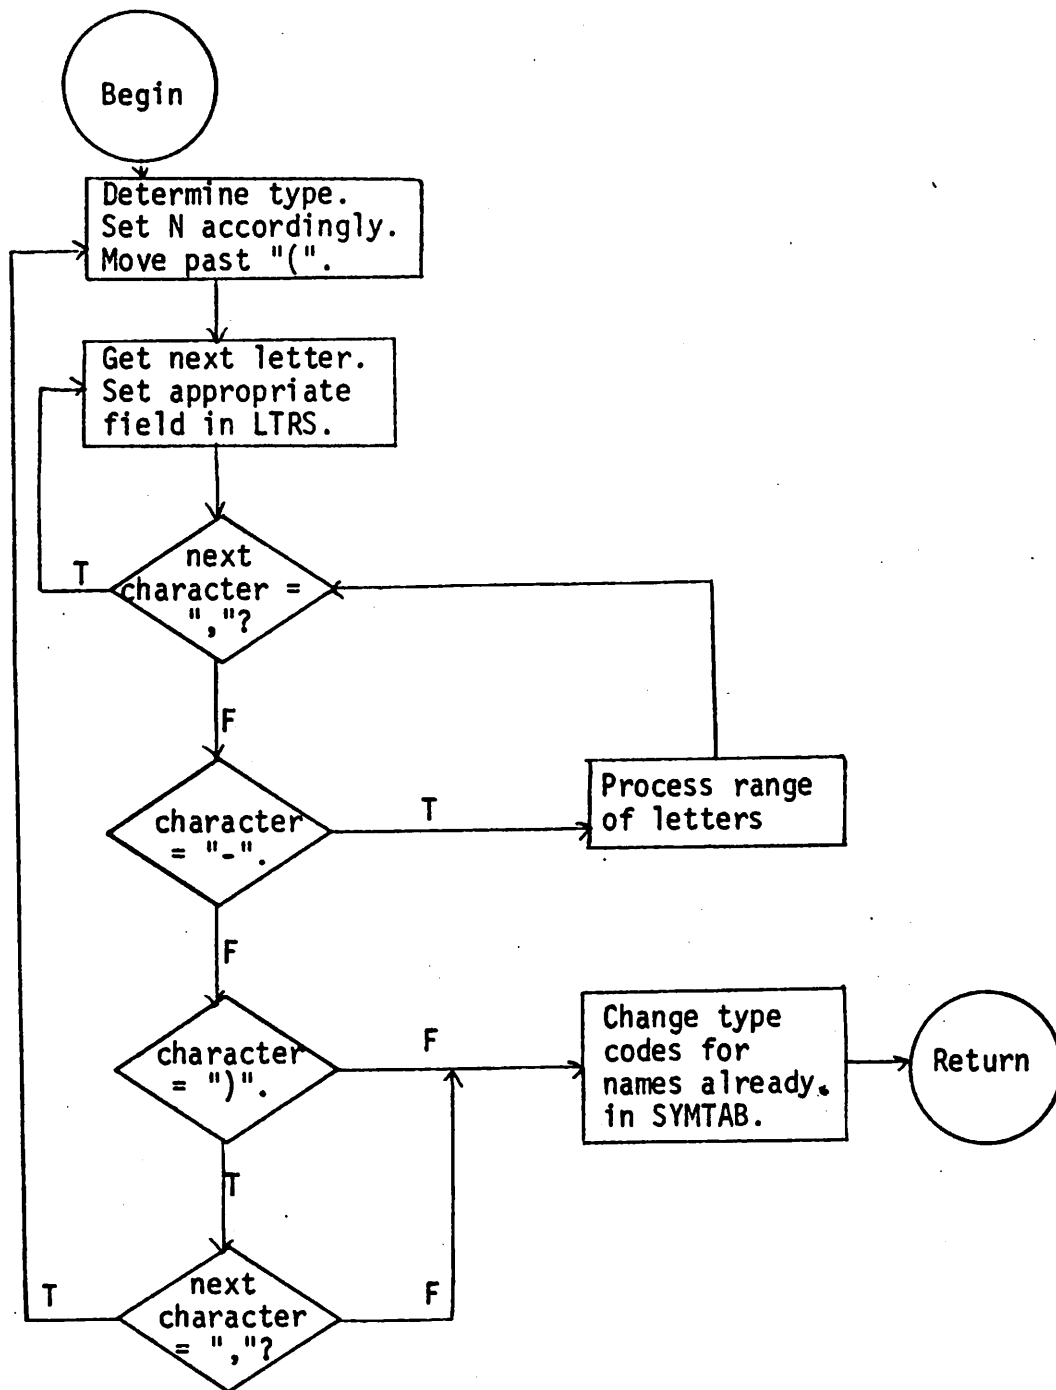 Begin
Determine type.
Set N accordingly.
Move past "(".
Get next letter.
Set appropriate
field in LTRS.
next
character =
","?
T
F
character
= "-".
T
Process range
of letters
F
character
= ")".
F
Change type
codes for
names already.
in SYMTAB.
Return
T
next
character
= ","?
T
F